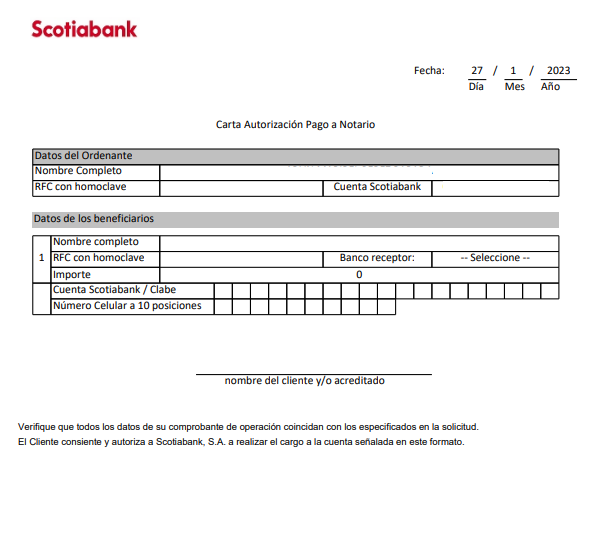 Scotiabank
Fecha: 27 / 1 / 2023
Día Mes Año
Carta Autorización Pago a Notario
Datos del Ordenante
Nombre Completo
RFC con homoclave Cuenta Scotiabank
Datos de los beneficiarios
Nombre completo
1 RFC con homoclave Banco receptor: -- Seleccione --
Importe 0
Cuenta Scotiabank / Clabe
Número Celular a 10 posiciones
nombre del cliente y/o acreditado
Verifique que todos los datos de su comprobante de operación coincidan con los especificados en la solicitud.
El Cliente consiente y autoriza a Scotiabank, S.A. a realizar el cargo a la cuenta señalada en este formato.